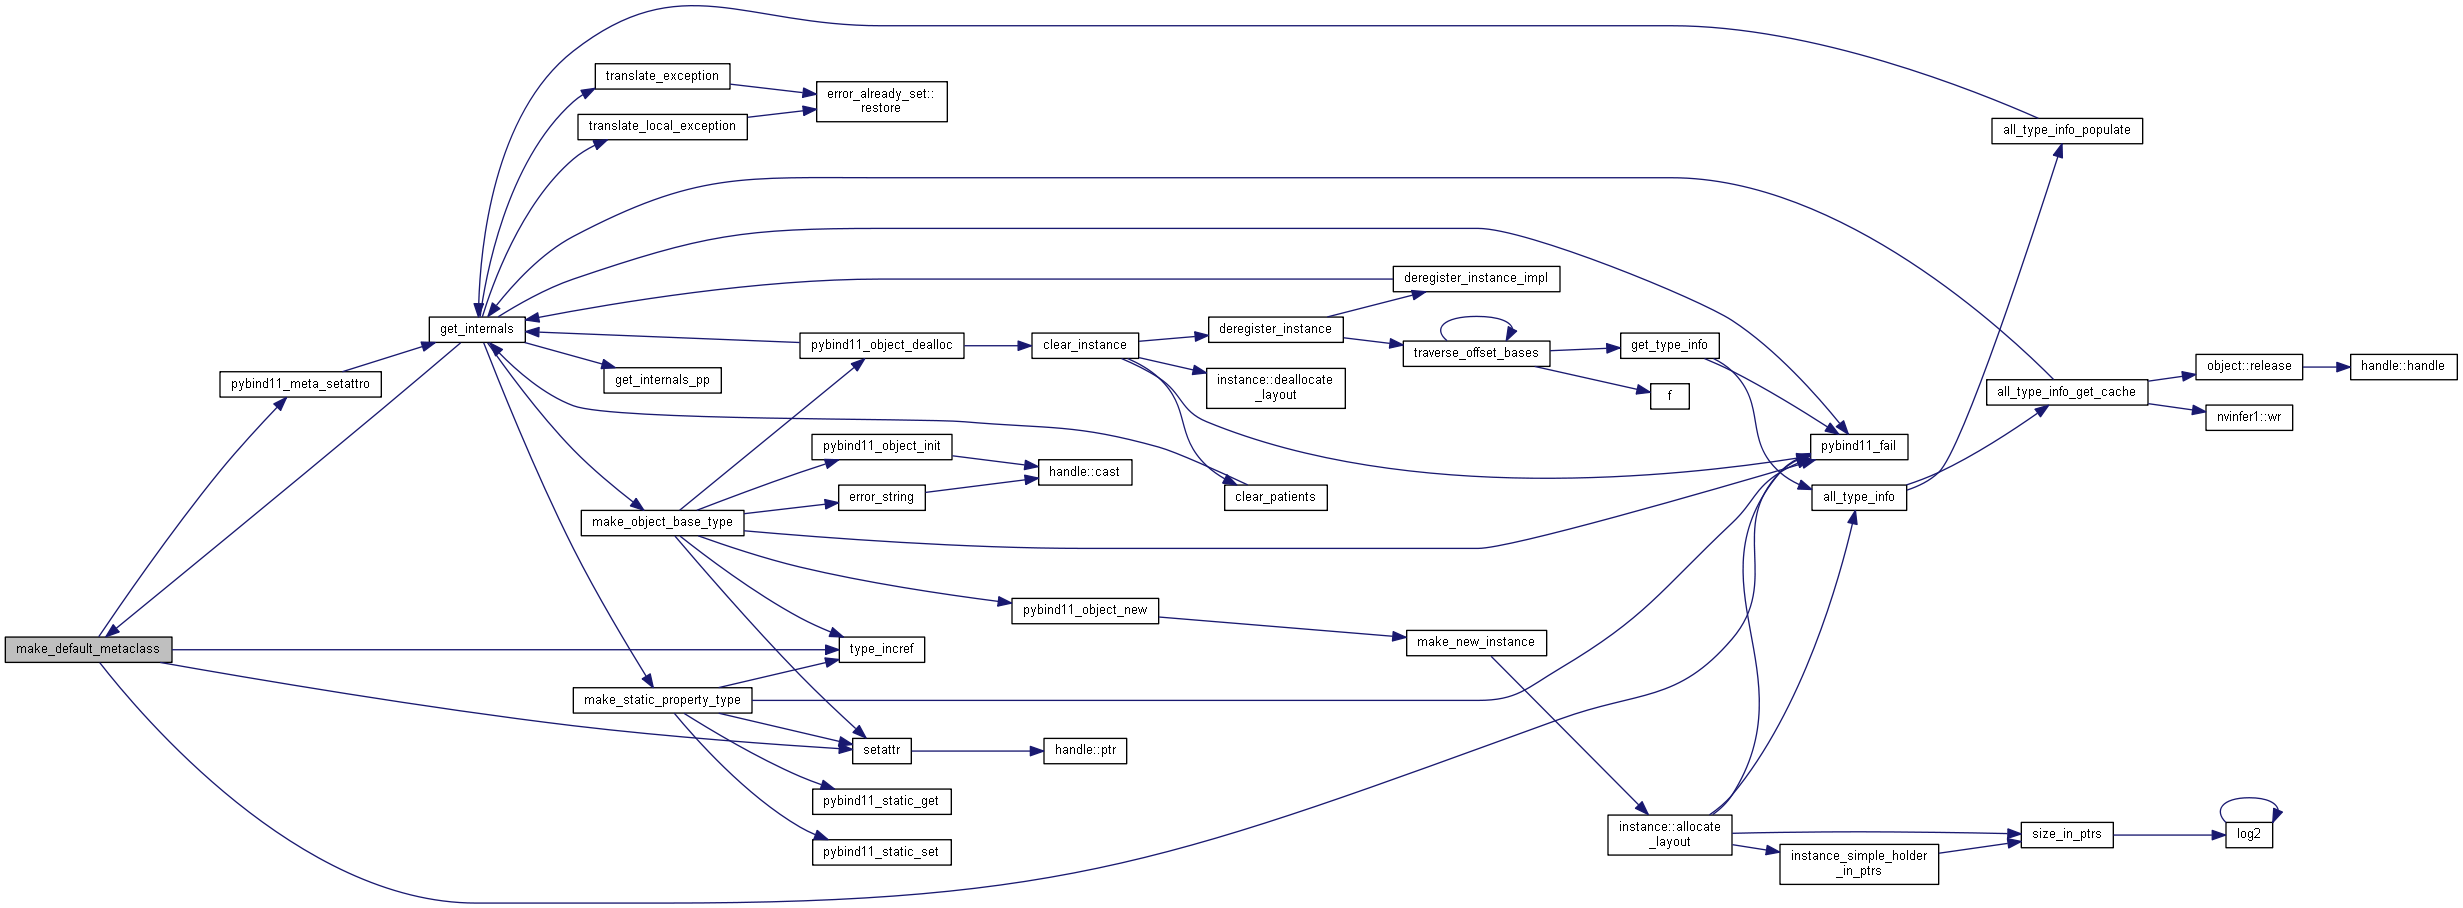 make_default_metaclass
pybind11_meta_setattro
get_internals
translate_exception
translate_local_exception
error_already_set::
restore
get_internals_pp
make_object_base_type
make_static_property_type
pybind11_object_dealloc
pybind11_object_init
error_string
type_incref
setattr
pybind11_static_get
pybind11_static_set
clear_instance
handle::cast
pybind11_object_new
handle::ptr
deregister_instance
instance::deallocate
_layout
clear_patients
deregister_instance_impl
traverse_offset_bases
make_new_instance
get_type_info
f
instance::allocate
_layout
pybind11_fail
all_type_info
instance_simple_holder
_in_ptrs
all_type_info_populate
all_type_info_get_cache
size_in_ptrs
object::release
nvinfer1::wr
log2
handle::handle